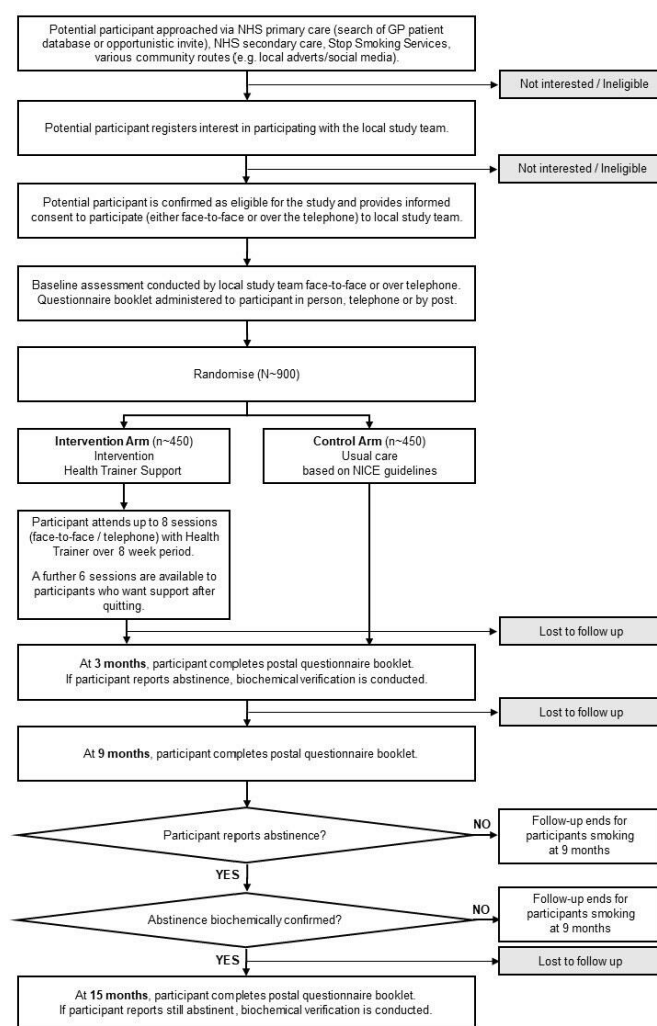 Potential participant approached via NHS primary care (search of GP patient
database or opportunistic invite), NHS secondary care, Stop Smoking Services,
various community routes (e.g. local adverts/social media).
Not interested / Ineligible
Potential participant registers interest in participating with the local study team.
Not interested / Ineligible
Potential participant is confirmed as eligible for the study and provides informed
consent to participate (either face-to-face or over the telephone) to local study team.
Baseline assessment conducted by local study team face-to-face or over telephone.
Questionnaire booklet administered to participant in person, telephone or by post.
Randomise (N~900)
Intervention Arm (n~450)
Intervention
Health Trainer Support
Control Arm (n~450)
Usual care
based on NICE guidelines
Participant attends up to 8 sessions
(face-to-face / telephone) with Health
Trainer over 8 week period.
A further 6 sessions are available to
participants who want support after
quitting.
Lost to follow up
At 3 months, participant completes postal questionnaire booklet.
If participant reports abstinence, biochemical verification is conducted.
Lost to follow up
At 9 months, participant completes postal questionnaire booklet.
Participant reports abstinence?
NO
Follow-up ends for
participants smoking
at 9 months
YES
Abstinence biochemically confirmed?
NO
Follow-up ends for
participants smoking
at 9 months
YES
Lost to follow up
At 15 months, participant completes postal questionnaire booklet.
If participant reports still abstinent, biochemical verification is conducted.